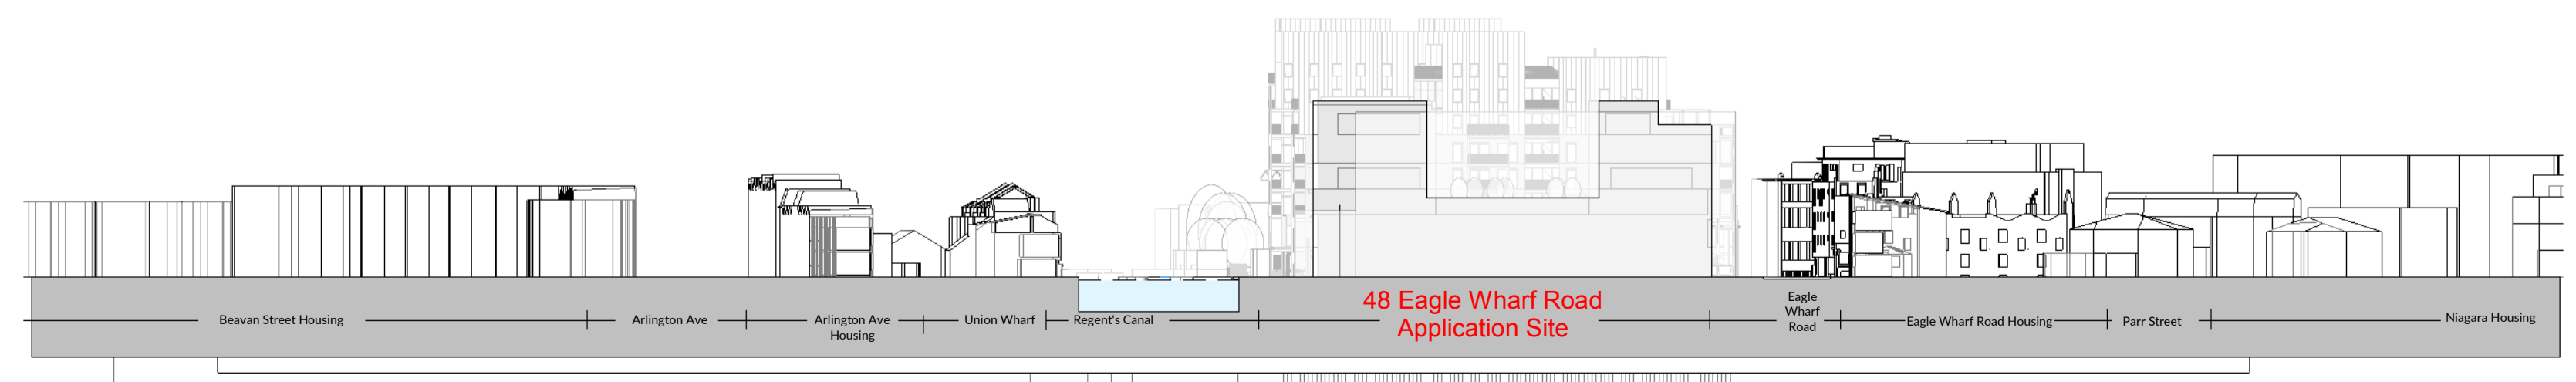 Beavan Street Housing
Arlington Ave
Arlington Ave
Housing
Union Wharf
Regent's Canal
48 Eagle Wharf Road
Application Site
Eagle
Wharf
Road
Eagle Wharf Road Housing
Parr Street
Niagara Housing